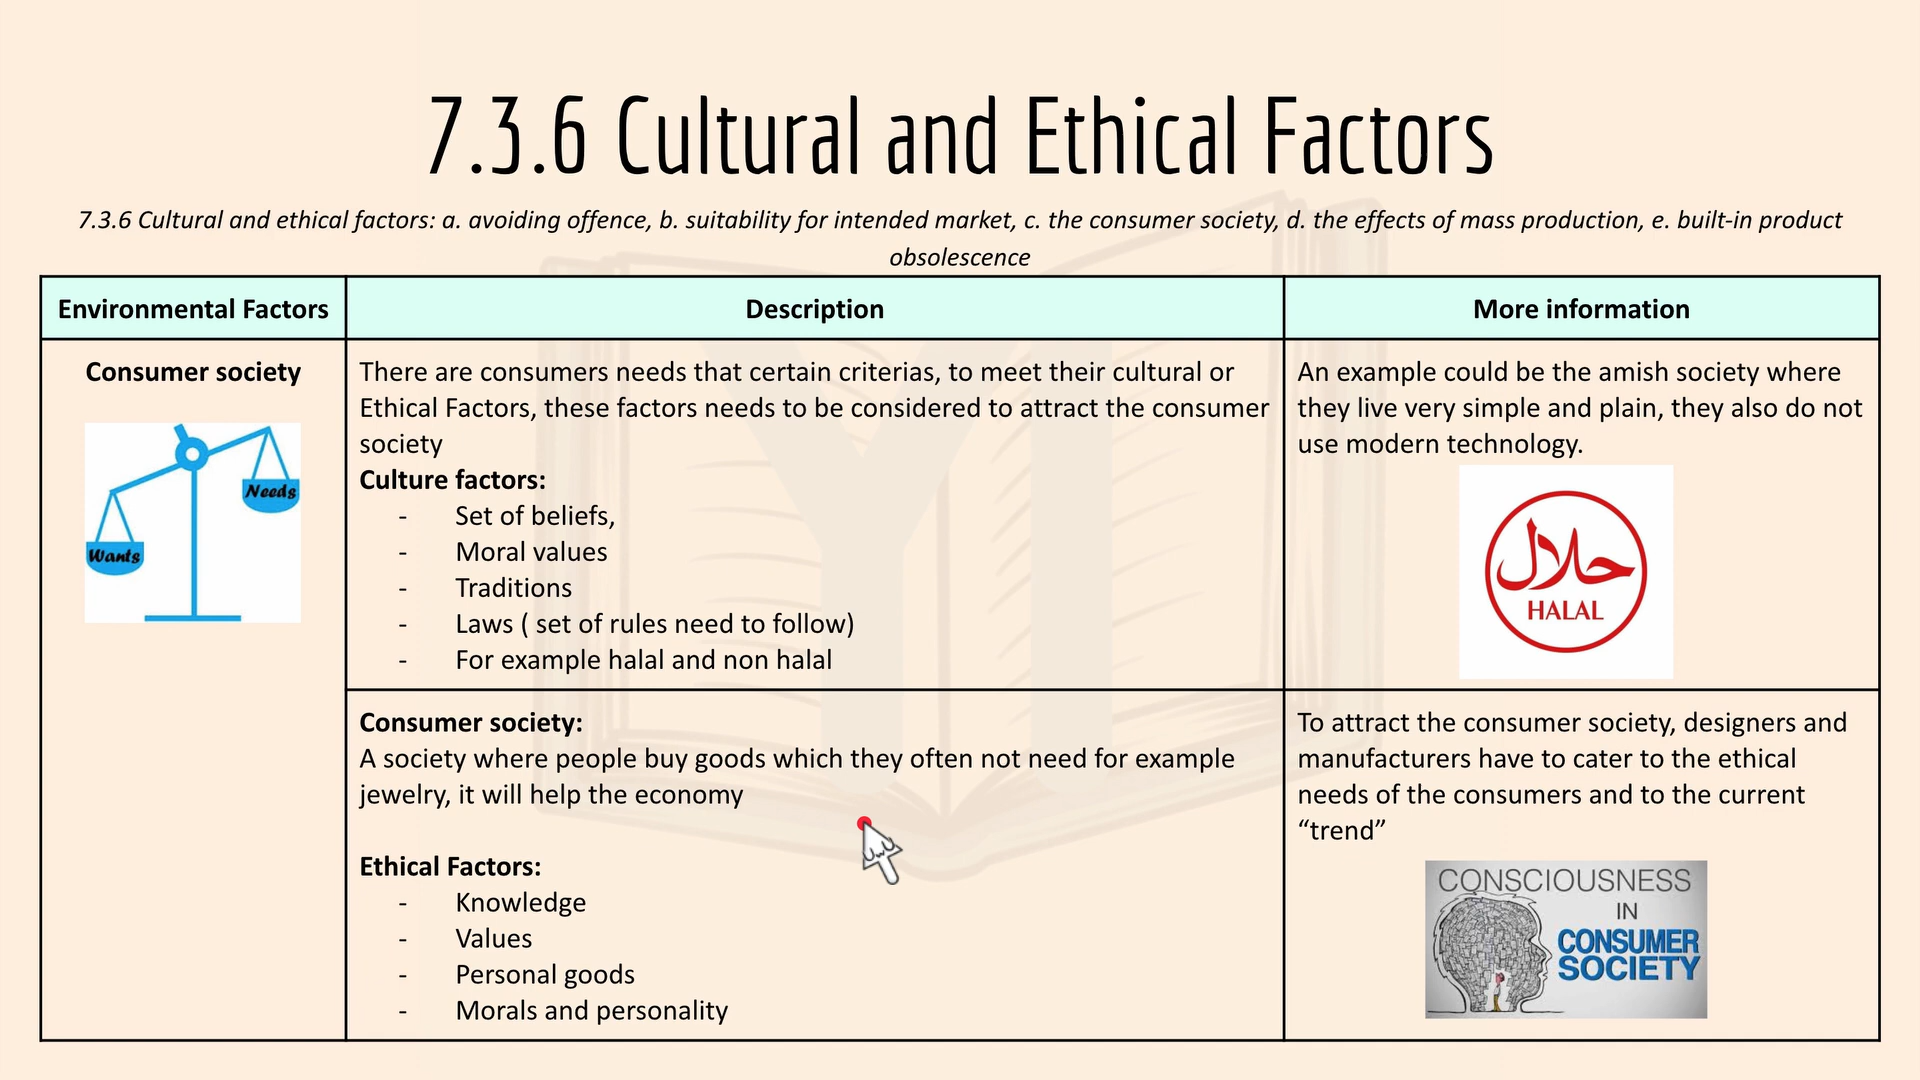 7.3.6 Cultural and Ethical Factors
7.3.6 Cultural and ethical factors: a. avoiding offence, b. suitability for intended market, c. the consumer society, d. the effects of mass production, e. built-in product
obsolescence
Environmental Factors
Description
More information
Consumer society
Needs
Wants
There are consumers needs that certain criterias, to meet their cultural or
Ethical Factors, these factors needs to be considered to attract the consumer
society
Culture factors:
- Set of beliefs,
- Moral values
- Traditions
- Laws ( set of rules need to follow)
- For example halal and non halal
An example could be the amish society where
they live very simple and plain, they also do not
use modern technology.
حلال
HALAL
Consumer society:
A society where people buy goods which they often not need for example
jewelry, it will help the economy
Ethical Factors:
- Knowledge
- Values
- Personal goods
- Morals and personality
To attract the consumer society, designers and
manufacturers have to cater to the ethical
needs of the consumers and to the current
“trend”
CONSCIOUSNESS
IN
CONSUMER
SOCIETY
YI